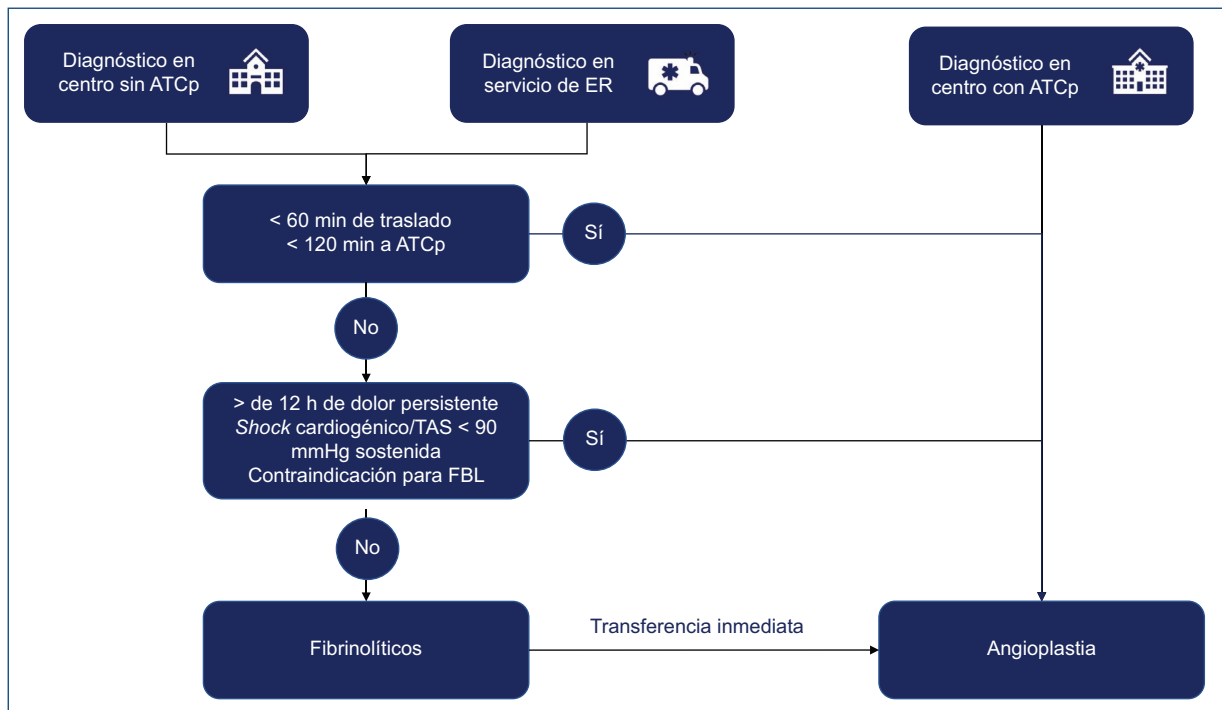 Diagnóstico en
centro sin ATCp
Diagnóstico en
servicio de ER
Diagnóstico en
centro con ATCp
< 60 min de traslado
< 120 min a ATCp
Sí
No
> de 12 h de dolor persistente
Shock cardiogénico/TAS < 90
mmHg sostenida
Contraindicación para FBL
Sí
No
Fibrinolíticos
Transferencia inmediata
Angioplastia